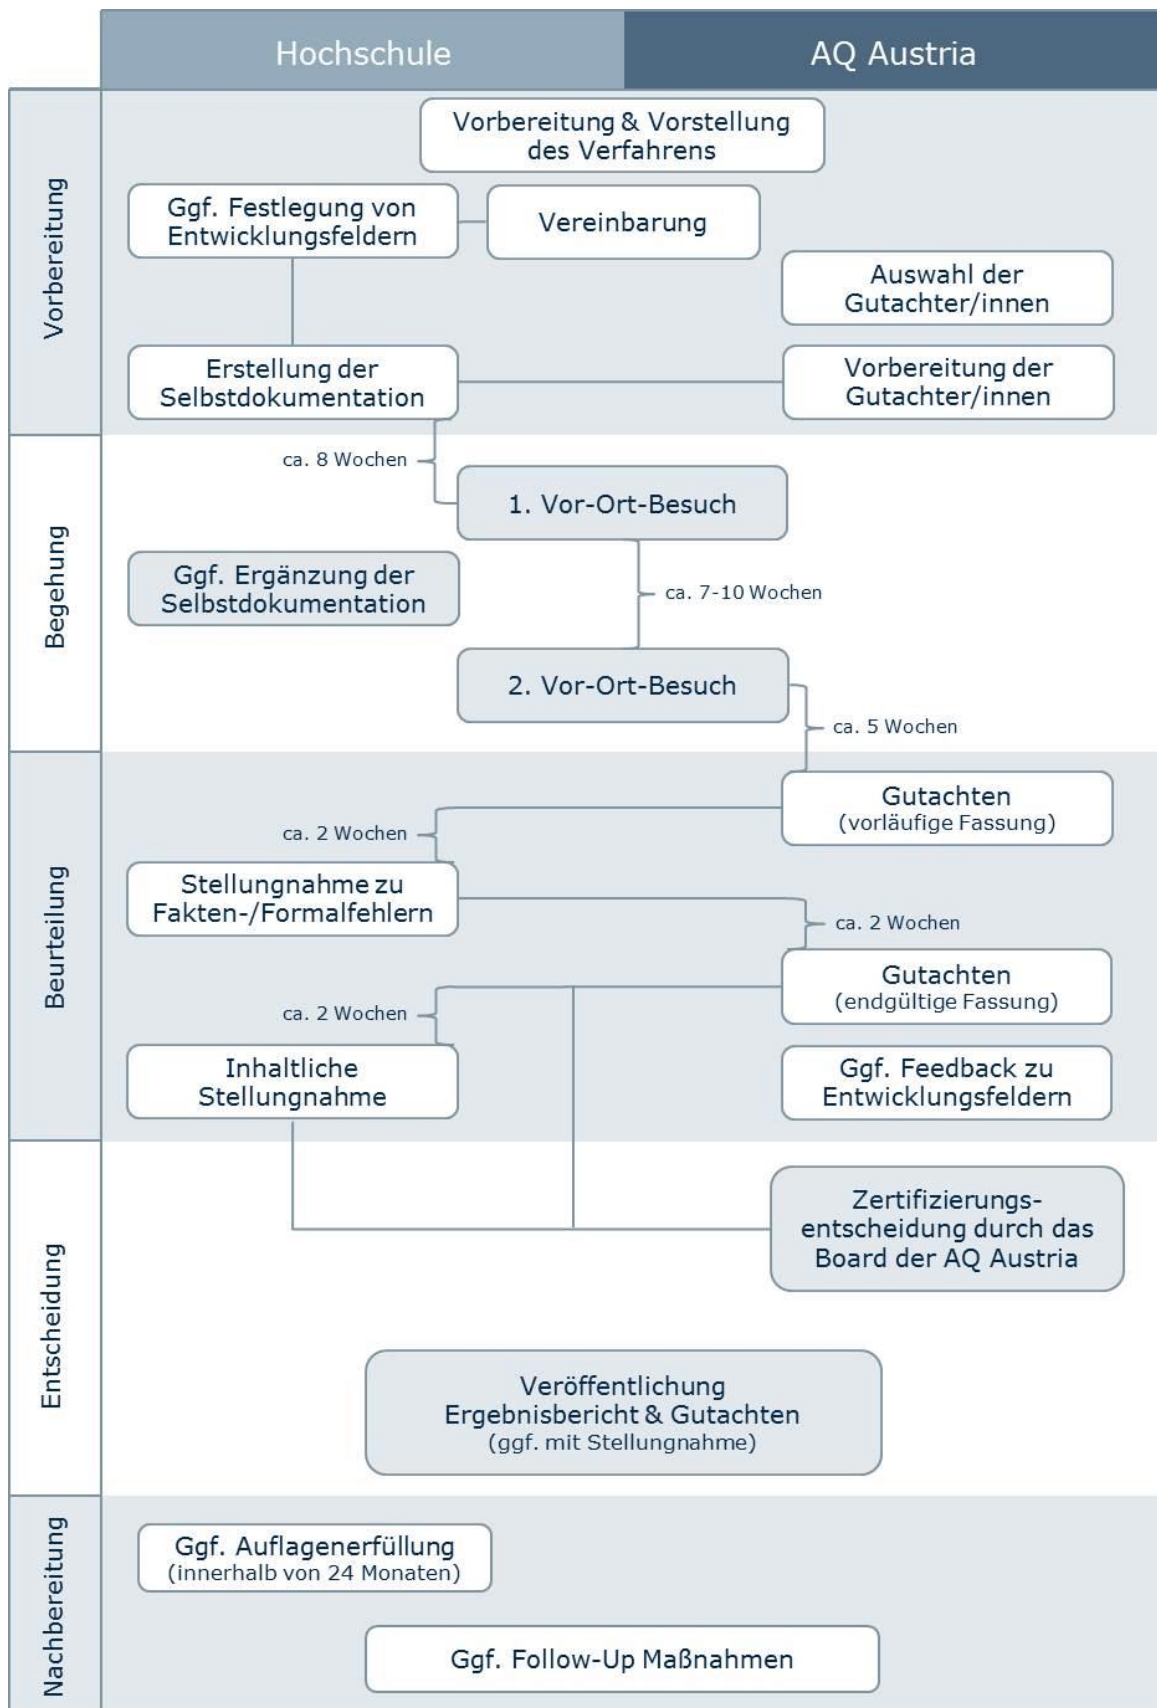 Hochschule
AQ Austria
Vorbereitung
Vorbereitung & Vorstellung
des Verfahrens
Ggf. Festlegung von
Entwicklungsfeldern
Vereinbarung
Auswahl der
Gutachter/innen
Erstellung der
Selbstdokumentation
Vorbereitung der
Gutachter/innen
Begehung
ca. 8 Wochen
1. Vor-Ort-Besuch
Ggf. Ergänzung der
Selbstdokumentation
ca. 7-10 Wochen
2. Vor-Ort-Besuch
ca. 5 Wochen
Beurteilung
Gutachten
(vorläufige Fassung)
ca. 2 Wochen
Stellungnahme zu
Fakten-/Formalfehlern
ca. 2 Wochen
Gutachten
(endgültige Fassung)
ca. 2 Wochen
Inhaltliche
Stellungnahme
Ggf. Feedback zu
Entwicklungsfeldern
Entscheidung
Zertifizierungs-
entscheidung durch das
Board der AQ Austria
Veröffentlichung
Ergebnisbericht & Gutachten
(ggf. mit Stellungnahme)
Nachbereitung
Ggf. Auflagenerfüllung
(innerhalb von 24 Monaten)
Ggf. Follow-Up Maßnahmen